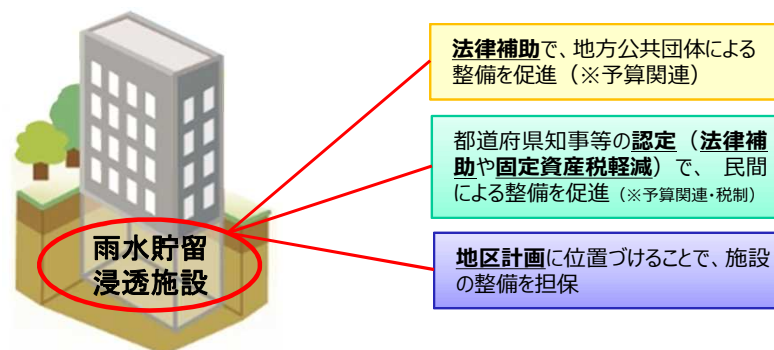 法律補助で、地方公共団体による
整備を促進（※予算関連）
都道府県知事等の認定（法律補
助や固定資産税軽減）で、 民間
による整備を促進（※予算関連・税制）
雨水貯留
浸透施設
地区計画に位置づけることで、施設
の整備を担保